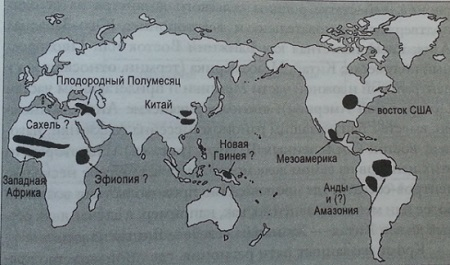 Плодородный Полумесяц
Китай
Сахель ?
восток США
Новая
Гвинея ?
Мезоамерика
Западная
Африка
Эфиопия ?
Анды
и (?)
Амазония